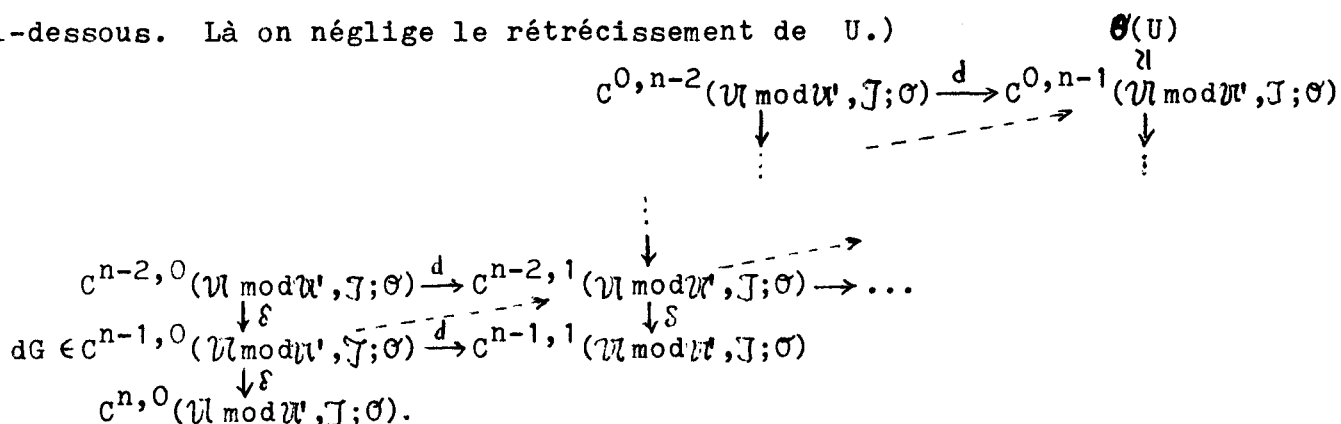 -dessous. Là on néglige le rétrécissement de U.) 𝒪(U)
≀∥
C^{0,n-2}(𝔘 mod 𝔘',𝒥;𝒪) —d→ C^{0,n-1}(𝔘 mod 𝔘',𝒥;𝒪)
↓ ⇢ ↓
⋮ ⋮
⋮
↓ ⇢ ...
C^{n-2,0}(𝔘 mod 𝔘',𝒥;𝒪) —d→ C^{n-2,1}(𝔘 mod 𝔘',𝒥;𝒪) → ...
↓δ ⇢ ↓δ
dG ∈ C^{n-1,0}(𝔘 mod 𝔘',𝒥;𝒪) —d→ C^{n-1,1}(𝔘 mod 𝔘',𝒥;𝒪)
↓δ
C^{n,0}(𝔘 mod 𝔘',𝒥;𝒪).